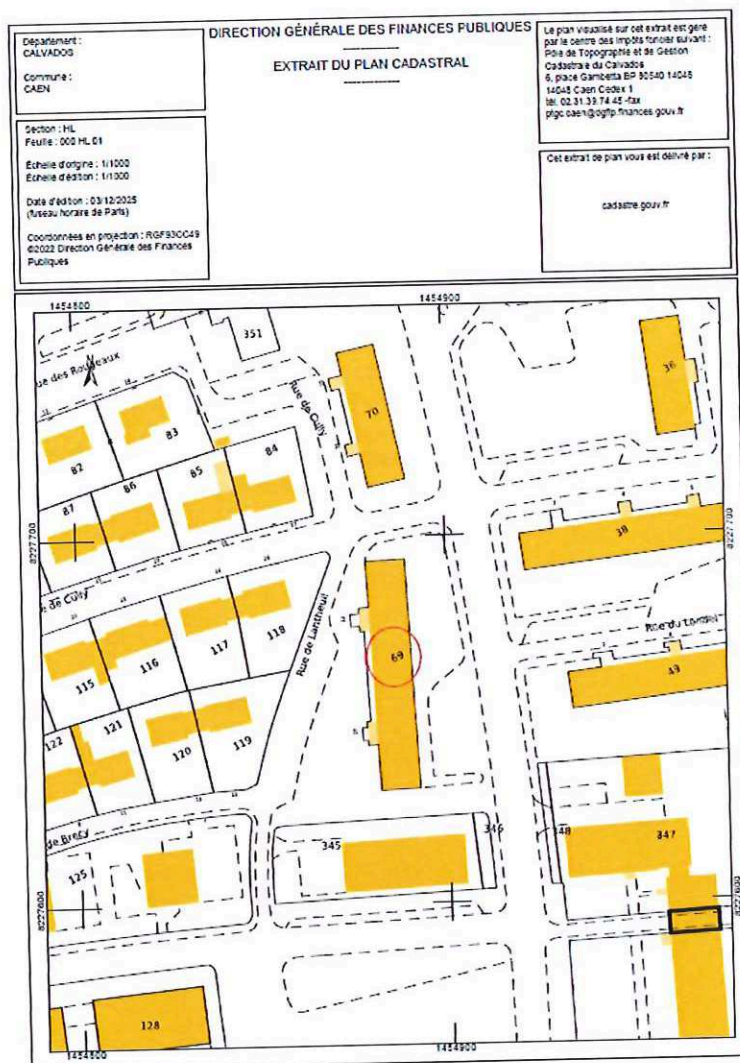 Département :
CALVADOS
Commune :
CAEN
Section : HL
Feuille : 000 HL 01
Échelle d'origine : 1/1000
Échelle d'édition : 1/1000
Date d'édition : 03/12/2025
(fuseau horaire de Paris)
Coordonnées en projection : RGF93CC49
©2022 Direction Générale des Finances
Publiques
DIRECTION GÉNÉRALE DES FINANCES PUBLIQUES
EXTRAIT DU PLAN CADASTRAL
Le plan visualisé sur cet extrait est géré
par le centre des impôts foncier suivant :
Pôle de Topographie et de Gestion
Cadastrale du Calvados
6, place Gambetta BP 90540 14048
14048 Caen Cedex 1
tél. 02.31.39.74.45 -fax
ptgc.caen@dgfip.finances.gouv.fr
Cet extrait de plan vous est délivré par :
cadastre.gouv.fr
1454800
1454900
351
ue des Rougeaux
Rue de Cully
70
36
82
83
84
85
86
87
8227700
8227700
38
e de Cully
Rue de Lantheuil
Rue du Londel
69
49
115
116
117
118
122
121
120
119
de Brécy
125
345
346
348
347
8227600
8227600
128
1454800
1454900